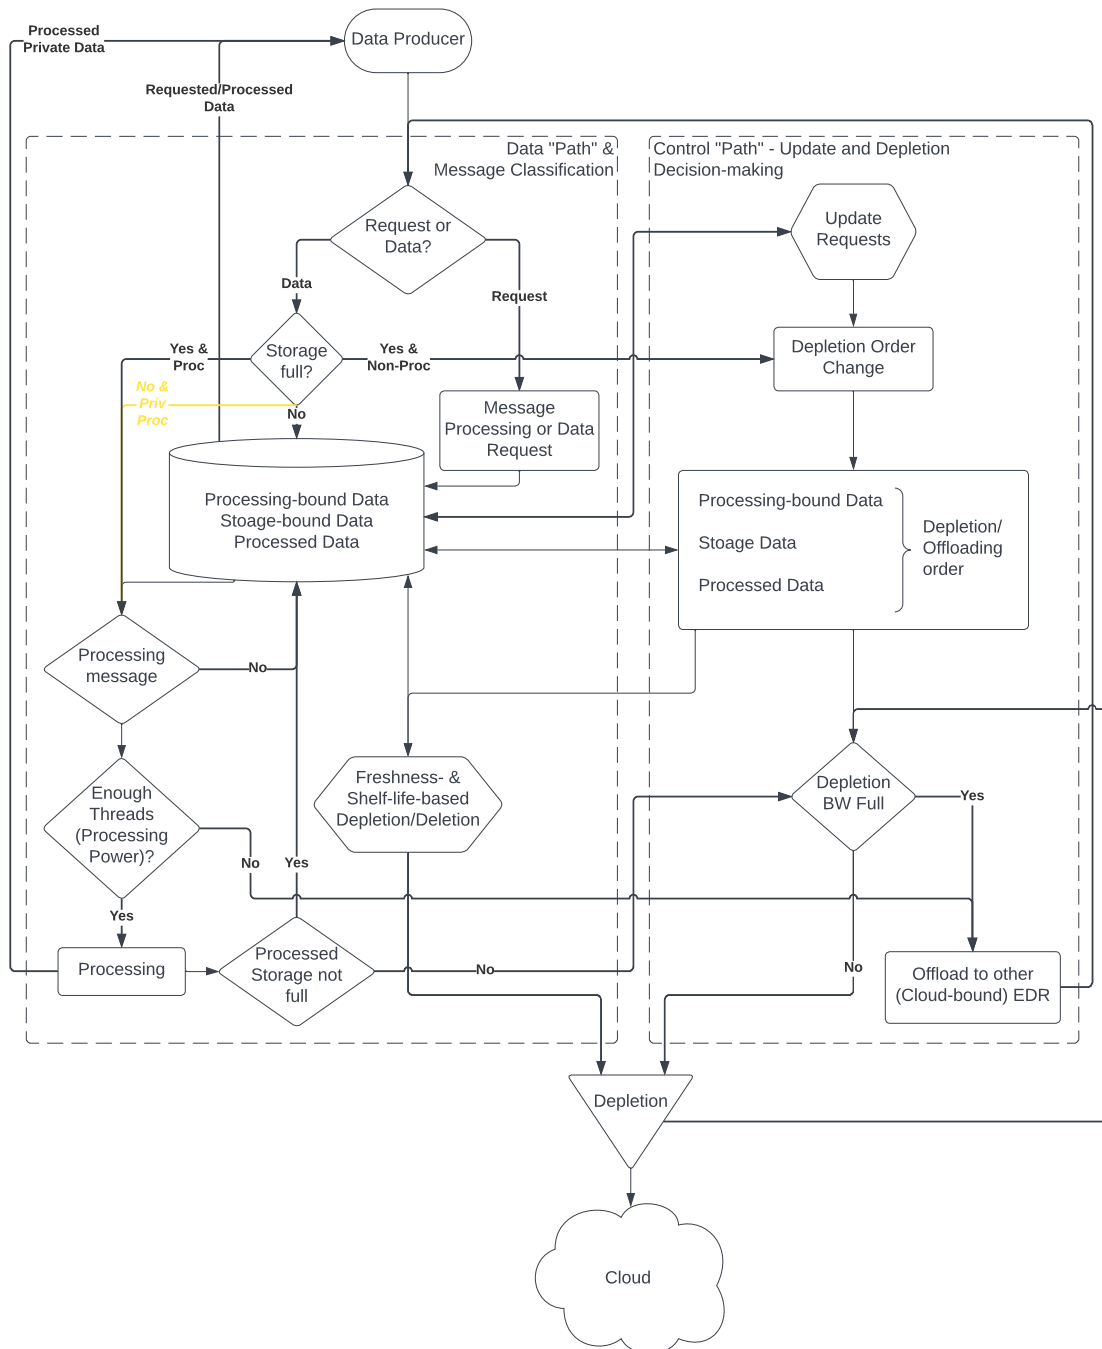 Processed
Private Data
Data Producer
Requested/Processed
Data
Data "Path" &
Message Classification
Control "Path" - Update and Depletion
Decision-making
Request or
Data?
Update
Requests
Data
Request
Storage
full?
Yes &
Proc
Yes &
Non-Proc
Depletion Order
Change
No &
Priv
Proc
No
Message
Processing or Data
Request
Processing-bound Data
Stoage-bound Data
Processed Data
Processing-bound Data
Stoage Data
Processed Data
Depletion/
Offloading
order
Processing
message
No
Enough
Threads
(Processing
Power)?
Freshness- &
Shelf-life-based
Depletion/Deletion
Depletion
BW Full
Yes
No
Yes
Yes
Processing
Processed
Storage not
full
No
No
Offload to other
(Cloud-bound) EDR
Depletion
Cloud